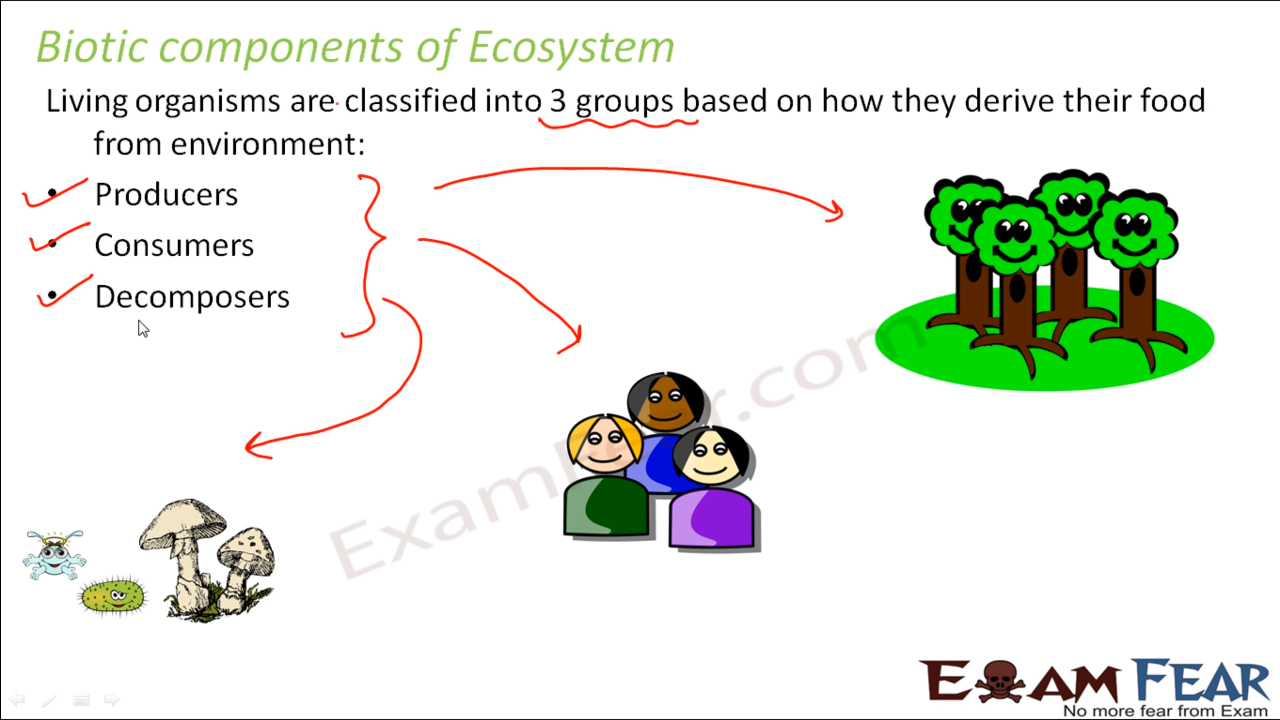 Biotic components of Ecosystem
Living organisms are classified into 3 groups based on how they derive their food
from environment:
• Producers
• Consumers
• Decomposers
ExamFear.com
EXAM FEAR
No more fear from Exam